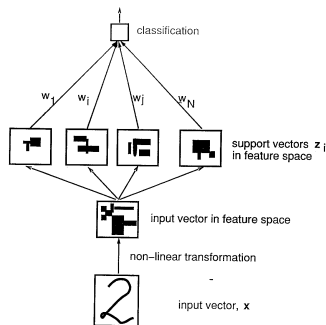 classification
w1
wi
wj
wN
support vectors zi
in feature space
input vector in feature space
non-linear transformation
input vector, x
2